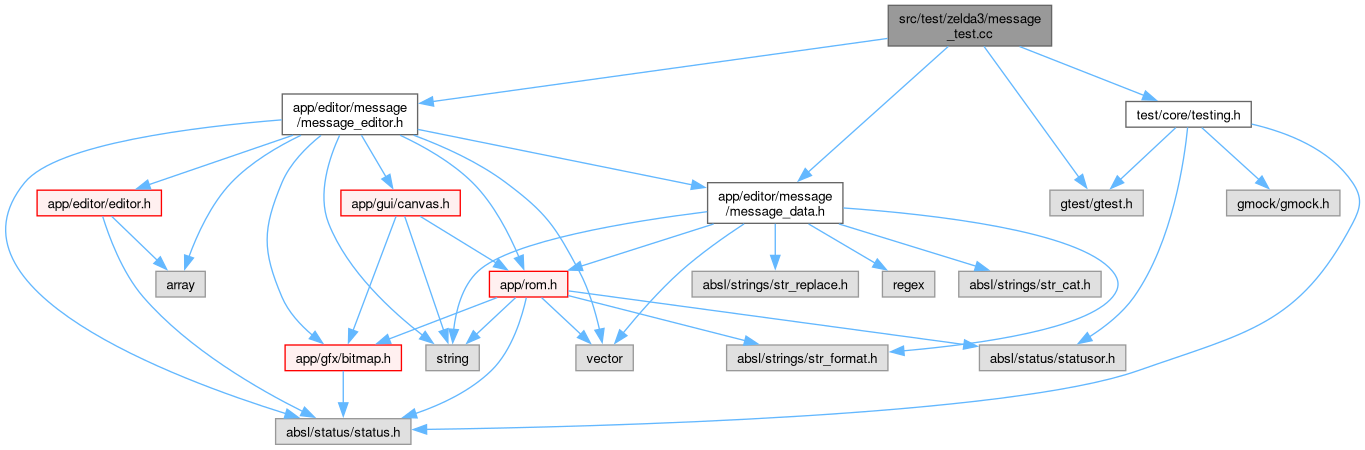 src/test/zelda3/message
_test.cc
app/editor/message
/message_editor.h
test/core/testing.h
app/editor/editor.h
app/gui/canvas.h
app/editor/message
/message_data.h
gtest/gtest.h
gmock/gmock.h
array
app/rom.h
absl/strings/str_replace.h
regex
absl/strings/str_cat.h
app/gfx/bitmap.h
string
vector
absl/strings/str_format.h
absl/status/statusor.h
absl/status/status.h